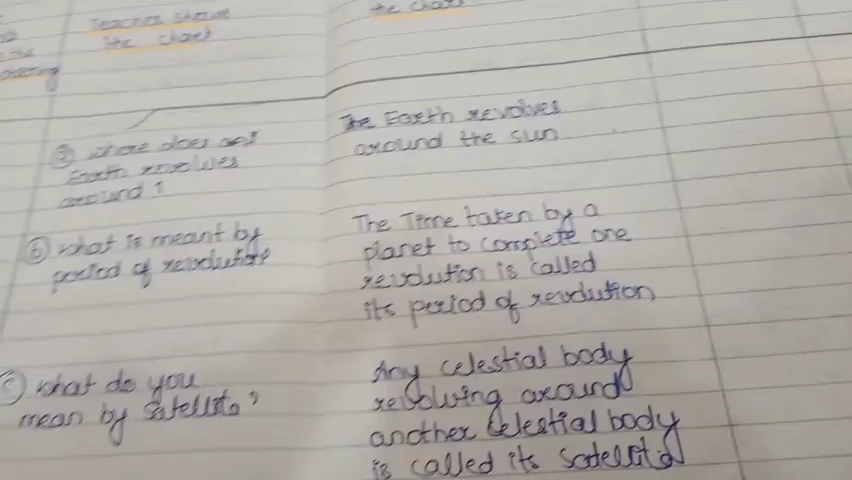 Teacher shows
the chart
the chart
The Earth revolves
around the sun
where does
Earth revolves
around?
The Time taken by a
planet to complete one
revolution is called
its period of revolution
(b) what is meant by
period of revolution?
Any celestial body
revolving around
another celestial body
is called its satellite
(c) what do you
mean by satellite?